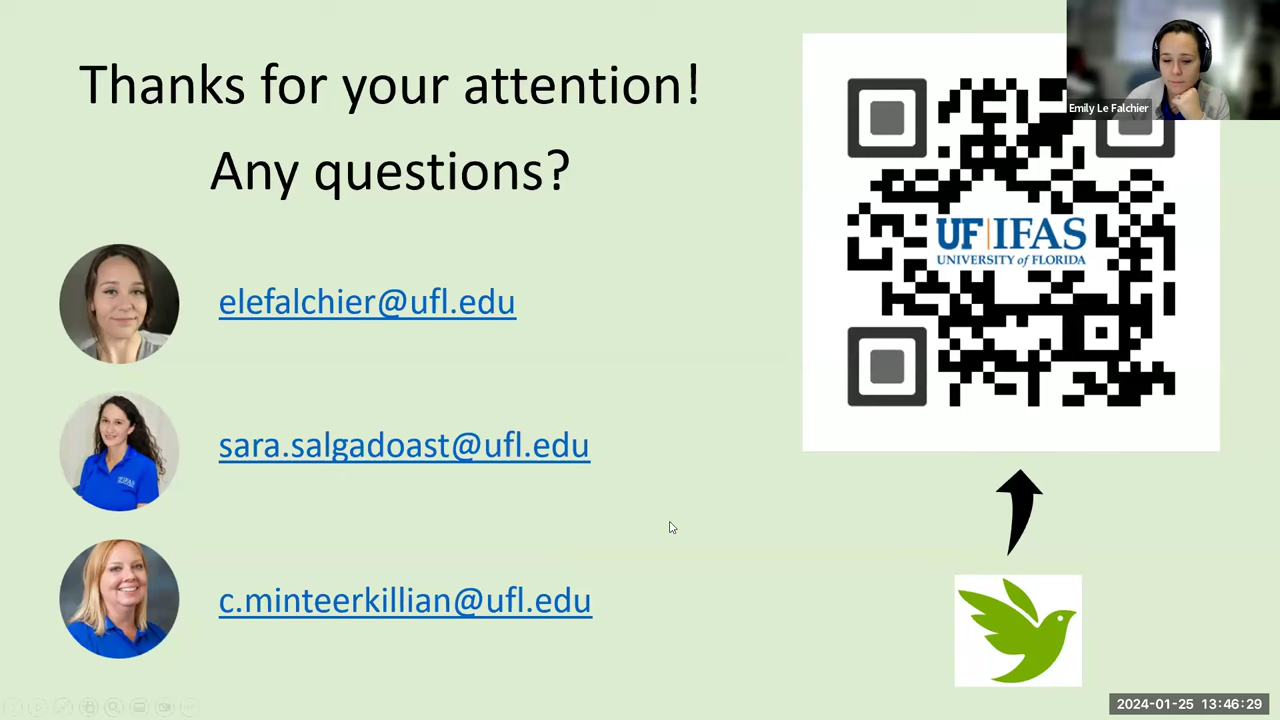 Thanks for your attention!
Any questions?
Emily Le Falchier
UF|IFAS
UNIVERSITY of FLORIDA
elefalchier@ufl.edu
sara.salgadoast@ufl.edu
c.minteerkillian@ufl.edu
2024-01-25 13:46:29